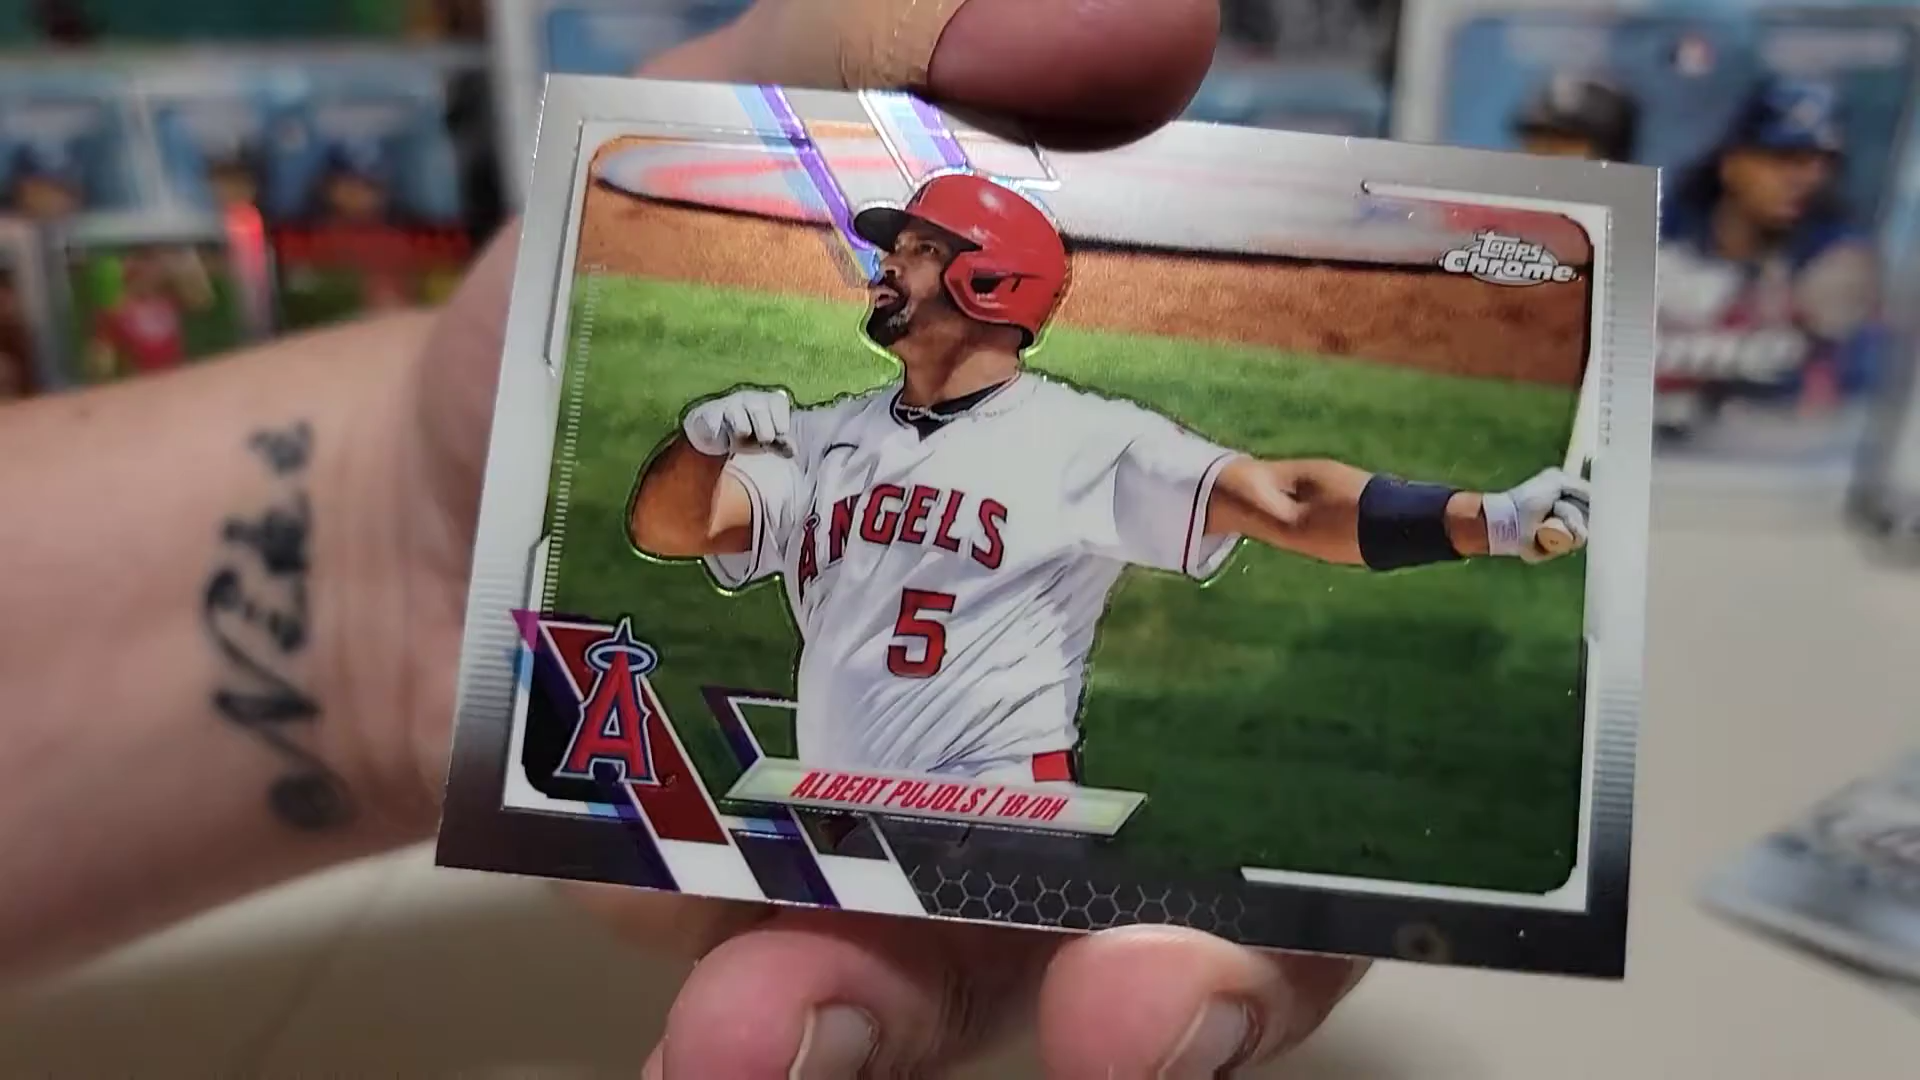 Topps
Chrome
ANGELS
5
A
ALBERT PUJOLS | 1B/DH